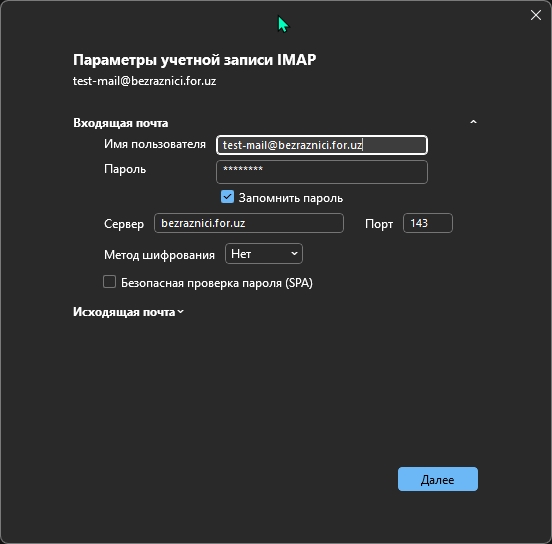 Параметры учетной записи IMAP
test-mail@bezraznici.for.uz
Входящая почта
Имя пользователя test-mail@bezraznici.for.uz
Пароль ********
Запомнить пароль
Сервер bezraznici.for.uz Порт 143
Метод шифрования Нет
Безопасная проверка пароля (SPA)
Исходящая почта
Далее